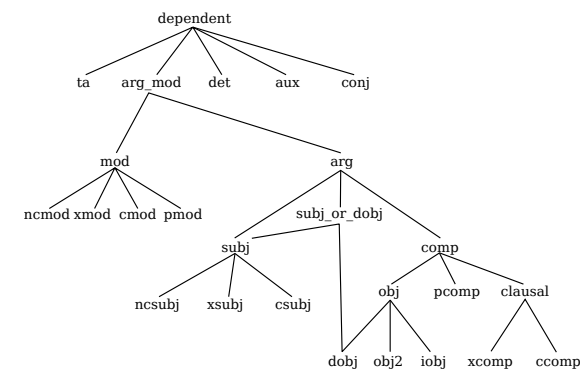 dependent
ta arg_mod det aux conj
mod arg
ncmod xmod cmod pmod subj_or_dobj
subj comp
obj pcomp clausal
ncsubj xsubj csubj
dobj obj2 iobj xcomp ccomp